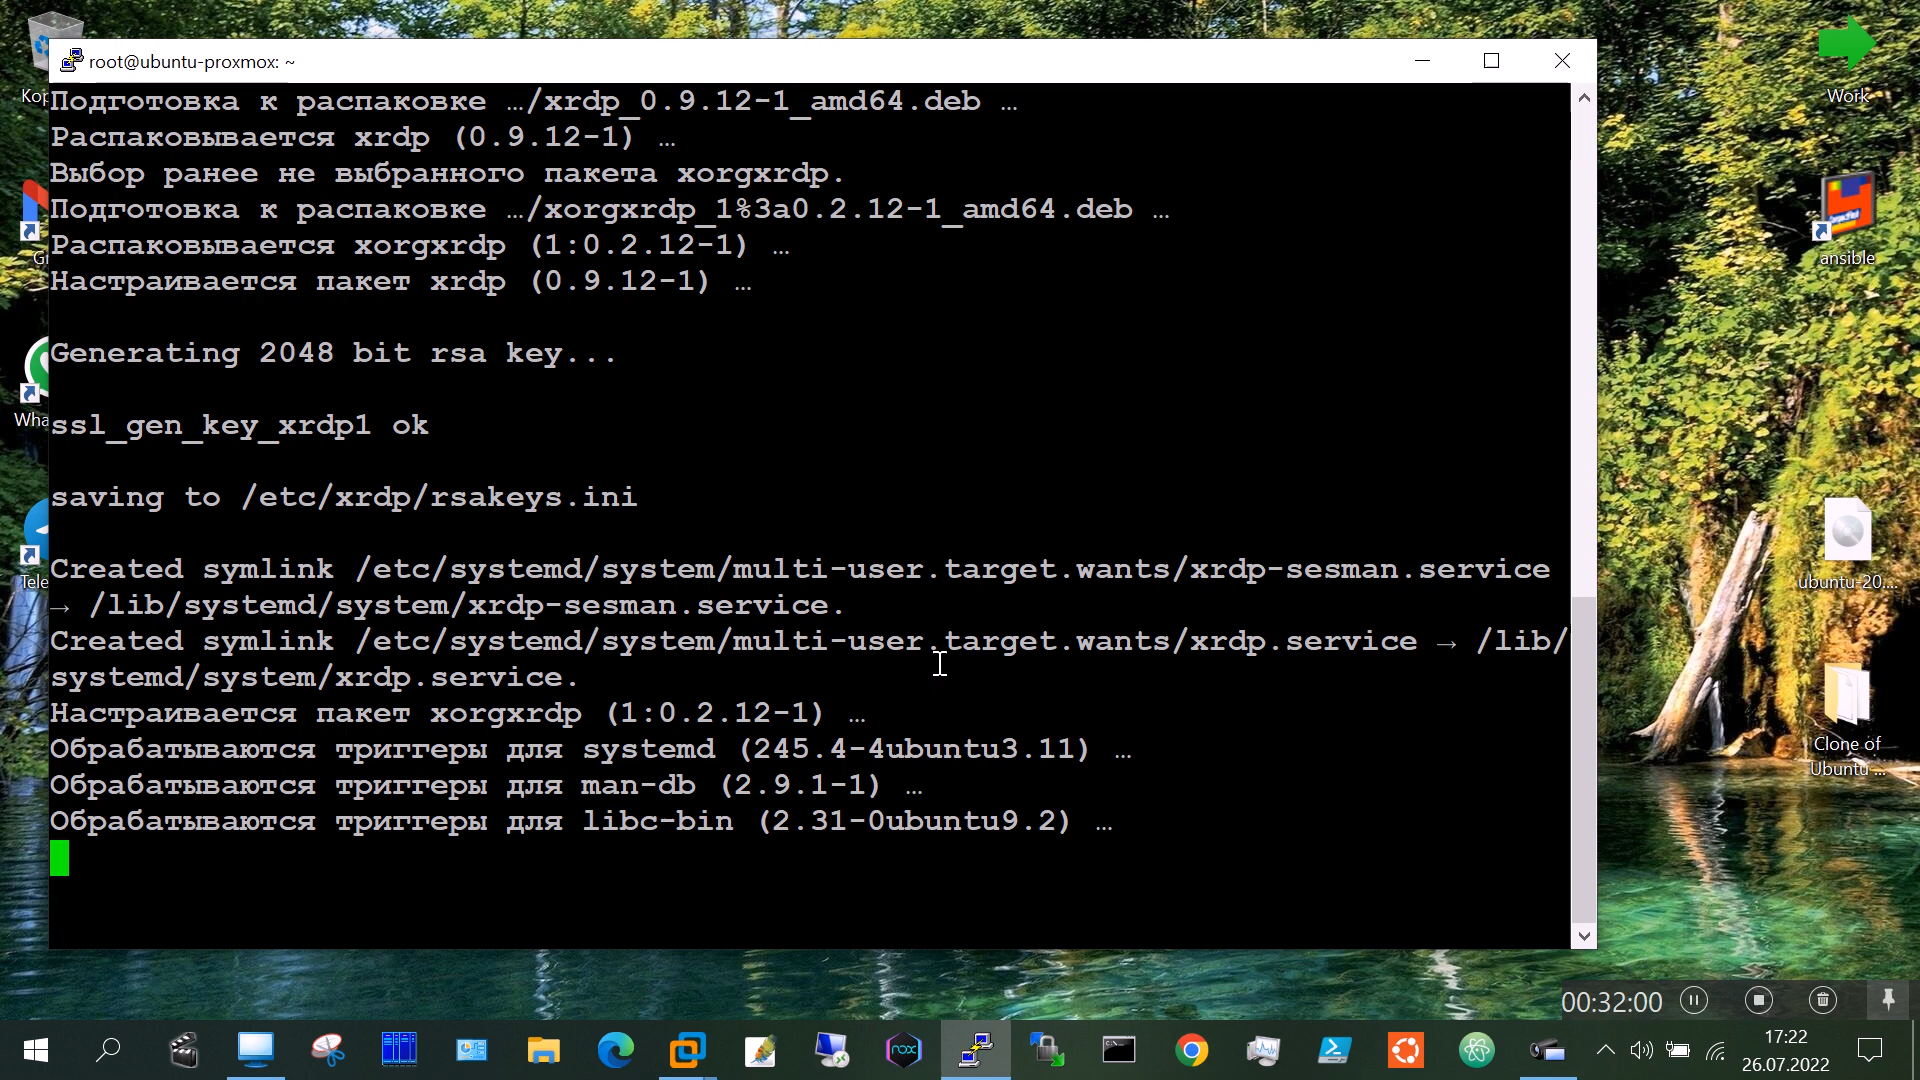 root@ubuntu-proxmox: ~
Подготовка к распаковке …/xrdp_0.9.12-1_amd64.deb …
Распаковывается xrdp (0.9.12-1) …
Выбор ранее не выбранного пакета xorgxrdp.
Подготовка к распаковке …/xorgxrdp_1%3a0.2.12-1_amd64.deb …
Распаковывается xorgxrdp (1:0.2.12-1) …
Настраивается пакет xrdp (0.9.12-1) …
Generating 2048 bit rsa key...
ssl_gen_key_xrdp1 ok
saving to /etc/xrdp/rsakeys.ini
Created symlink /etc/systemd/system/multi-user.target.wants/xrdp-sesman.service
→ /lib/systemd/system/xrdp-sesman.service.
Created symlink /etc/systemd/system/multi-user.target.wants/xrdp.service → /lib/
systemd/system/xrdp.service.
Настраивается пакет xorgxrdp (1:0.2.12-1) …
Обрабатываются триггеры для systemd (245.4-4ubuntu3.11) …
Обрабатываются триггеры для man-db (2.9.1-1) …
Обрабатываются триггеры для libc-bin (2.31-0ubuntu9.2) …
Кор
Wha
Tele
Work
ansible
ubuntu-20....
Clone of
Ubuntu ...
00:32:00
nox
17:22
26.07.2022